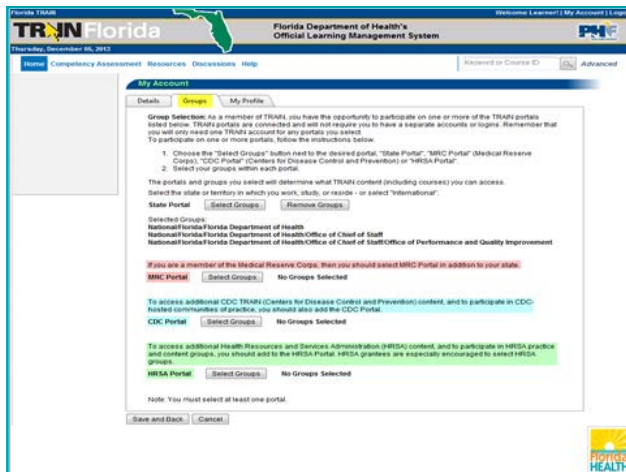 Florida TRAIN
Welcome Learner! | My Account | Logo
TRAIN Florida
Florida Department of Health's
Official Learning Management System
PHF
Thursday, December 05, 2013
Home Competency Assessment Resources Discussions Help
Keyword or Course ID
Advanced
My Account
Details Groups My Profile
Group Selection: As a member of TRAIN, you have the opportunity to participate on one or more of the TRAIN portals
listed below. TRAIN portals are connected and will not require you to have a separate accounts or logins. Remember that
you will only need one TRAIN account for any portals you select.
To participate on one or more portals, follow the instructions below.
1. Choose the "Select Groups" button next to the desired portal, "State Portal", "MRC Portal" (Medical Reserve
Corps), "CDC Portal" (Centers for Disease Control and Prevention) or "HRSA Portal".
2. Select your groups within each portal.
The portals and groups you select will determine what TRAIN content (including courses) you can access.
Select the state or territory in which you work, study, or reside - or select "International".
State Portal Select Groups Remove Groups
Selected Groups:
National/Florida/Florida Department of Health
National/Florida/Florida Department of Health/Office of Chief of Staff
National/Florida/Florida Department of Health/Office of Chief of Staff/Office of Performance and Quality Improvement
If you are a member of the Medical Reserve Corps, then you should select MRC Portal in addition to your state.
MRC Portal Select Groups No Groups Selected
To access additional CDC TRAIN (Centers for Disease Control and Prevention) content, and to participate in CDC-
hosted communities of practice, you should also add the CDC Portal.
CDC Portal Select Groups No Groups Selected
To access additional Health Resources and Services Administration (HRSA) content, and to participate in HRSA practice
and content groups, you should add to the HRSA Portal. HRSA grantees are especially encouraged to select HRSA
groups.
HRSA Portal Select Groups No Groups Selected
Note: You must select at least one portal.
Save and Back Cancel
Florida
HEALTH